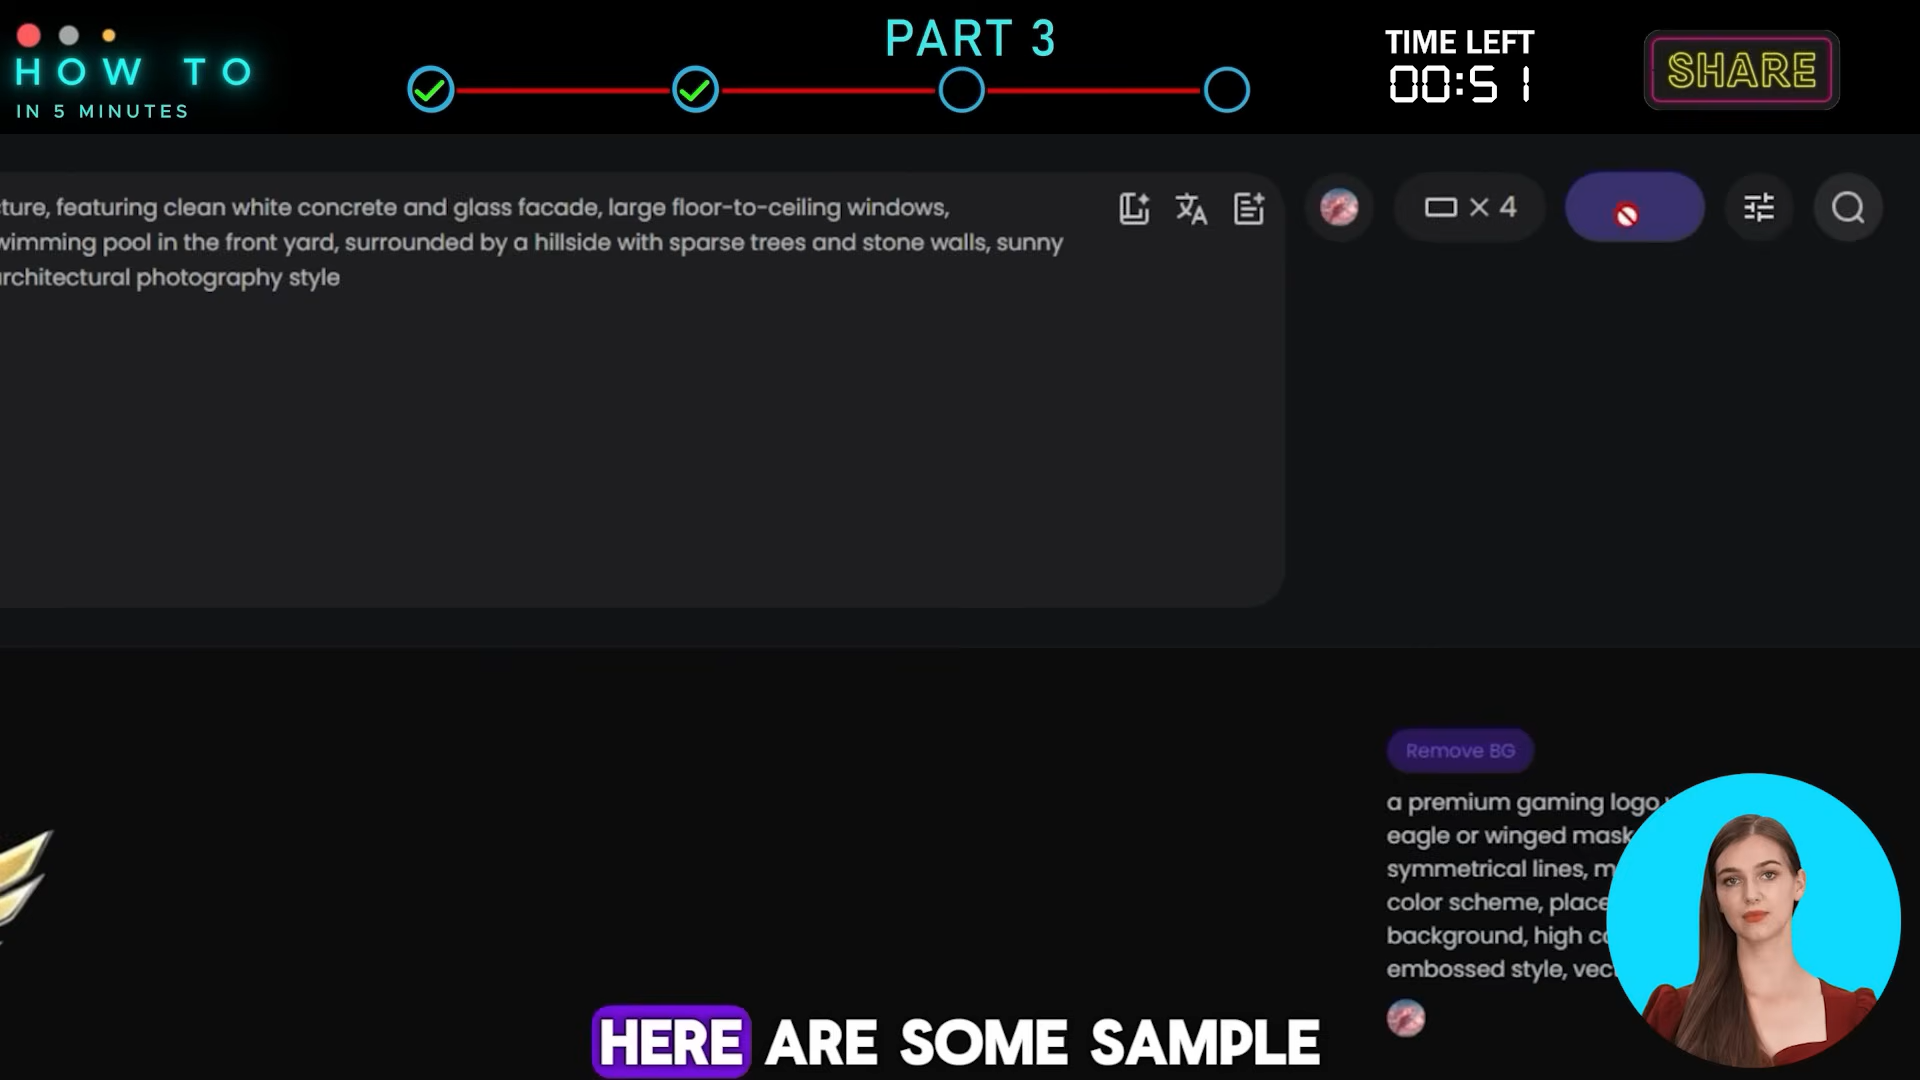 HOW TO
IN 5 MINUTES
PART 3
TIME LEFT
00:51
SHARE
ture, featuring clean white concrete and glass facade, large floor-to-ceiling windows,
wimming pool in the front yard, surrounded by a hillside with sparse trees and stone walls, sunny
rchitectural photography style
× 4
Remove BG
a premium gaming logo
eagle or winged mask
symmetrical lines, m
color scheme, place
background, high co
embossed style, vec
HERE ARE SOME SAMPLE